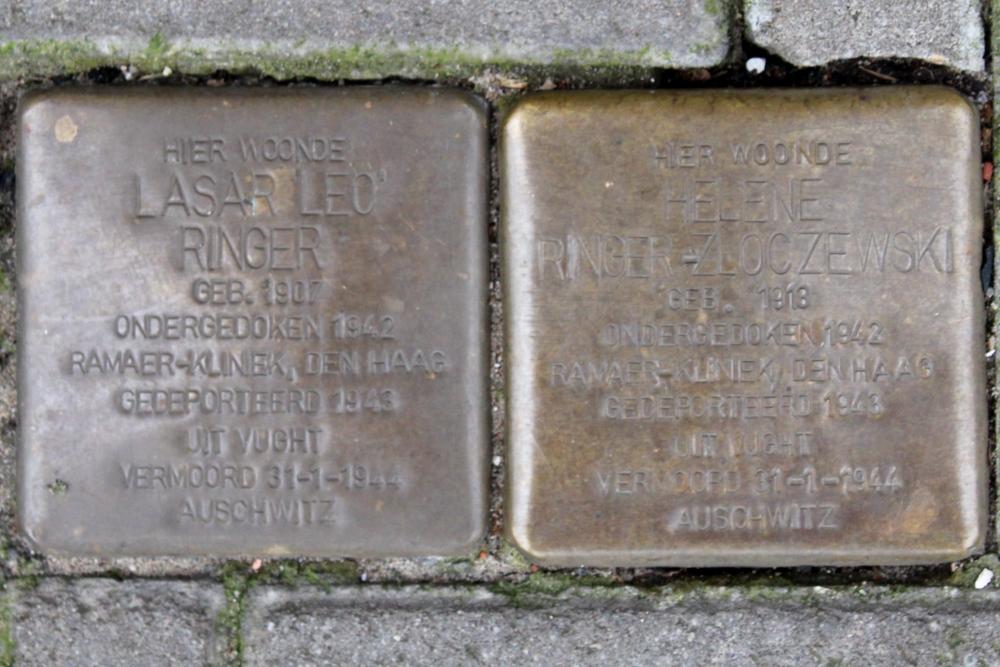 HIER WOONDE
LASAR 'LEO'
RINGER
GEB. 1907
ONDERGEDOKEN 1942
RAMAER-KLINIEK, DEN HAAG
GEDEPORTEERD 1943
UIT VUGHT
VERMOORD 31-1-1944
AUSCHWITZ
HIER WOONDE
HELENE
RINGER-ZLOCZEWSKI
GEB. 1913
ONDERGEDOKEN 1942
RAMAER-KLINIEK, DEN HAAG
GEDEPORTEERD 1943
UIT VUGHT
VERMOORD 31-1-1944
AUSCHWITZ